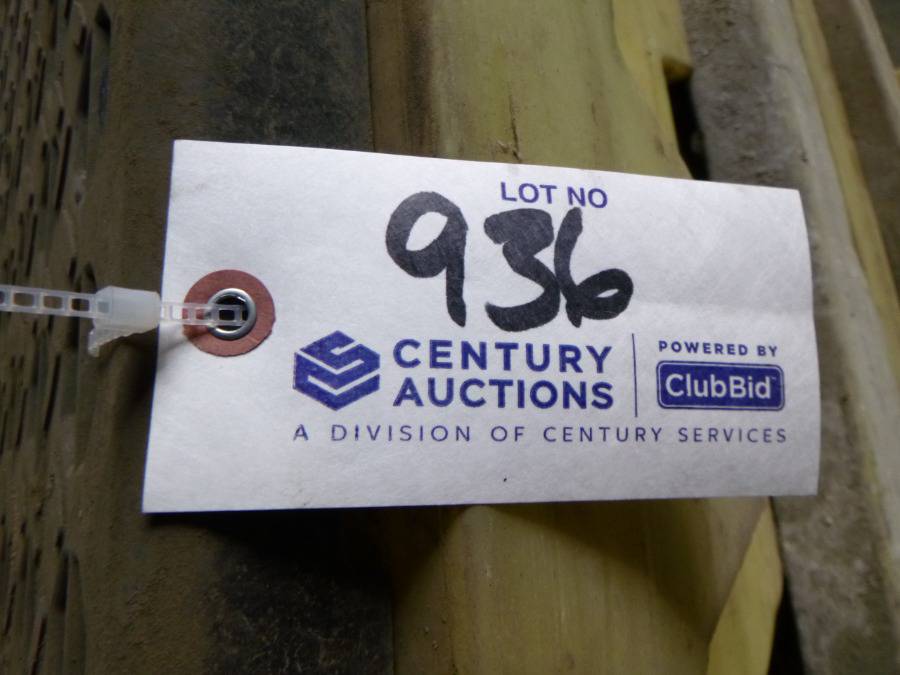 LOT NO
936
CENTURY
AUCTIONS
POWERED BY
ClubBid
A DIVISION OF CENTURY SERVICES